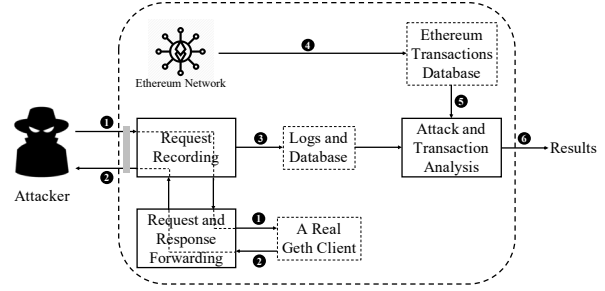 Ethereum Network
4
Ethereum
Transactions
Database
5
1
2
Attacker
Request
Recording
3
Logs and
Database
Attack and
Transaction
Analysis
6
Results
Request and
Response
Forwarding
1
2
A Real
Geth Client